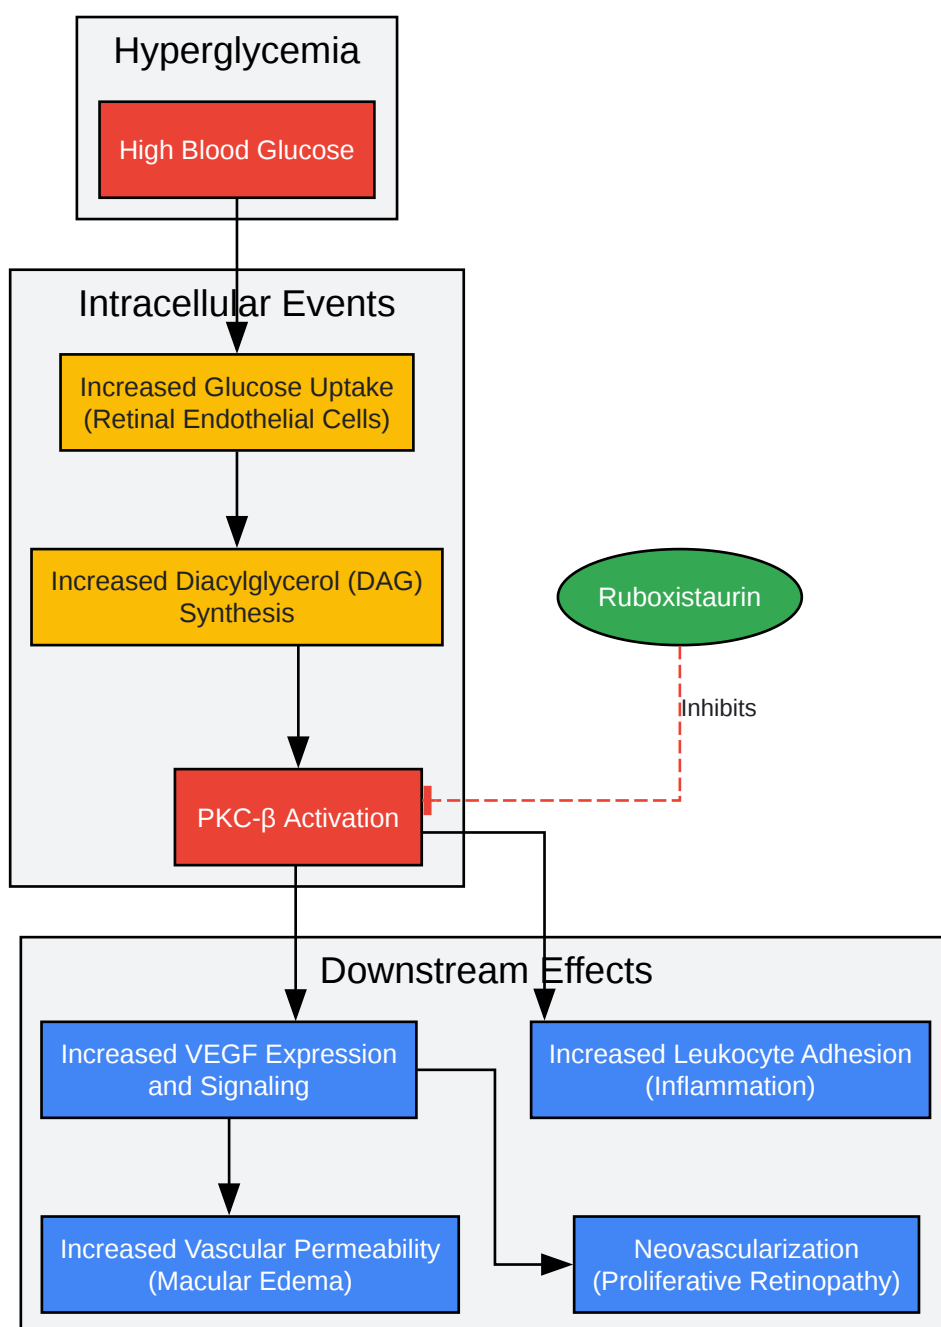 Hyperglycemia
High Blood Glucose
Intracellular Events
Increased Glucose Uptake
(Retinal Endothelial Cells)
Increased Diacylglycerol (DAG)
Synthesis
Ruboxistaurin
Inhibits
PKC-β Activation
Downstream Effects
Increased VEGF Expression
and Signaling
Increased Leukocyte Adhesion
(Inflammation)
Increased Vascular Permeability
(Macular Edema)
Neovascularization
(Proliferative Retinopathy)